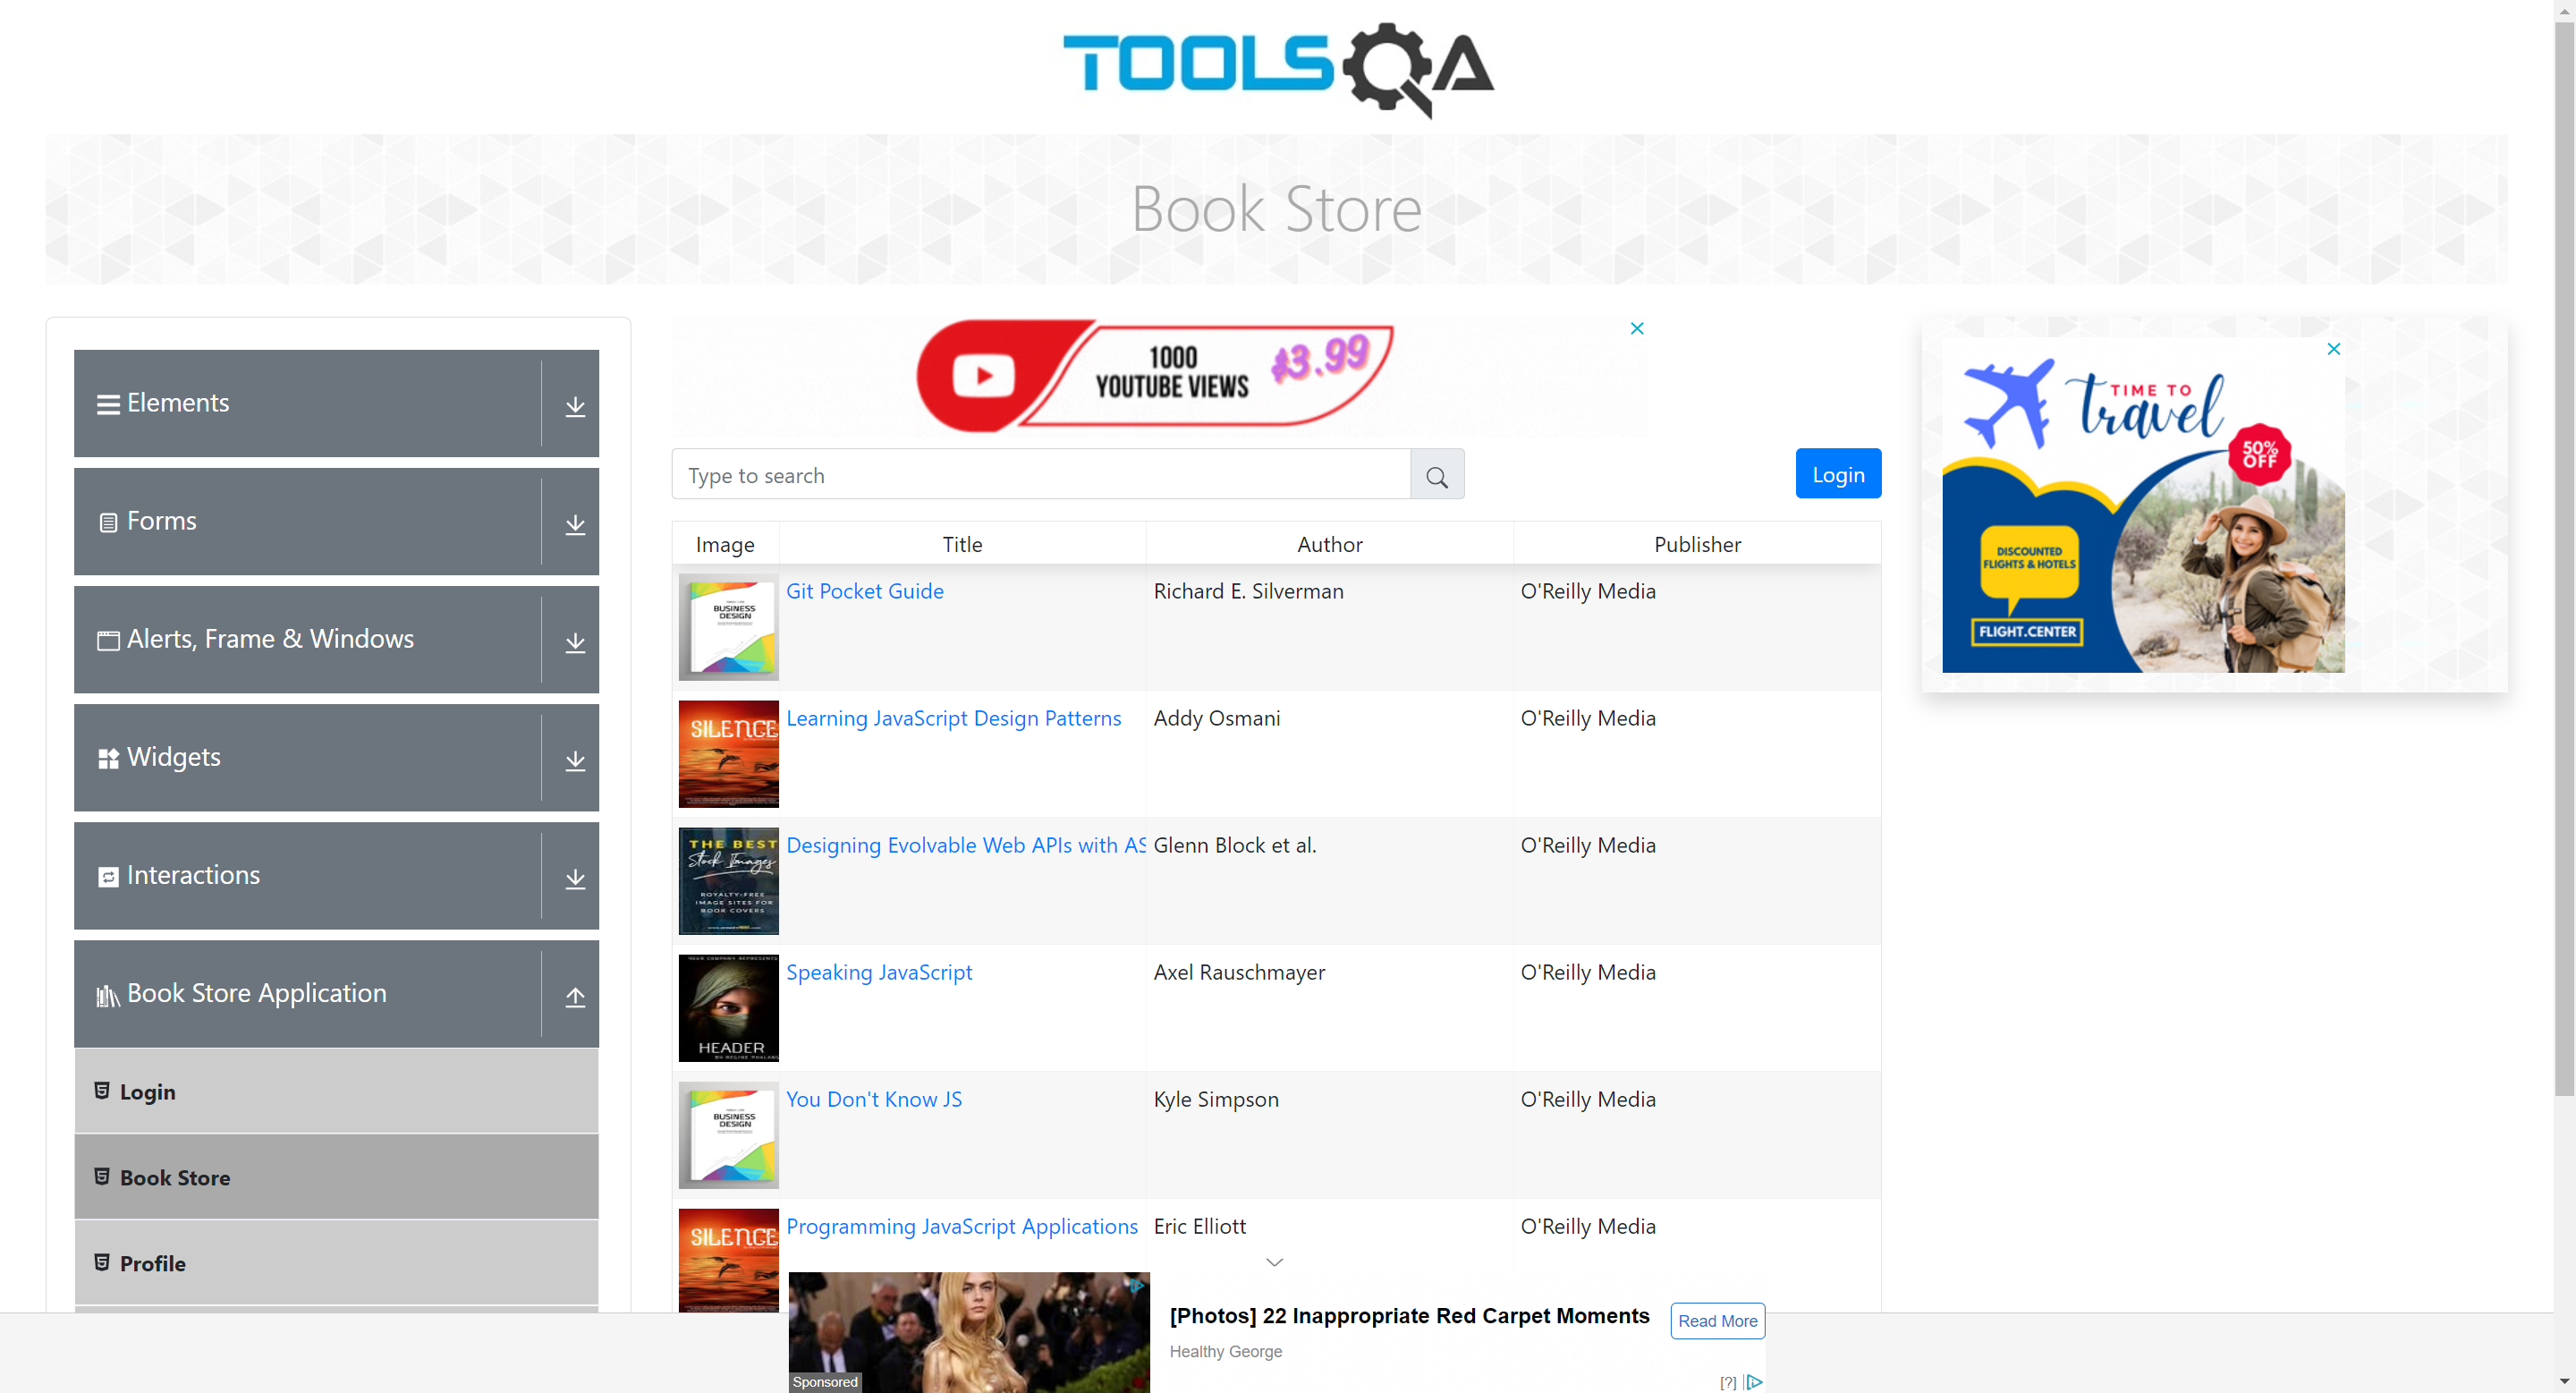 TOOLSQA
Book Store
Elements
Forms
Alerts, Frame & Windows
Widgets
Interactions
Book Store Application
Login
Book Store
Profile
1000
YOUTUBE VIEWS
$3.99
Type to search
Login
Image Title Author Publisher
BUSINESS
DESIGN
Git Pocket Guide Richard E. Silverman O'Reilly Media
SILENCE
Learning JavaScript Design Patterns Addy Osmani O'Reilly Media
THE BEST
Stock Images
ROYALTY-FREE
IMAGE SITES FOR
BOOK COVERS
Designing Evolvable Web APIs with AS Glenn Block et al. O'Reilly Media
HEADER
Speaking JavaScript Axel Rauschmayer O'Reilly Media
BUSINESS
DESIGN
You Don't Know JS Kyle Simpson O'Reilly Media
SILENCE
Programming JavaScript Applications Eric Elliott O'Reilly Media
TIME TO
travel
50%
OFF
DISCOUNTED
FLIGHTS & HOTELS
FLIGHT.CENTER
[Photos] 22 Inappropriate Red Carpet Moments
Healthy George
Read More
Sponsored
[?]